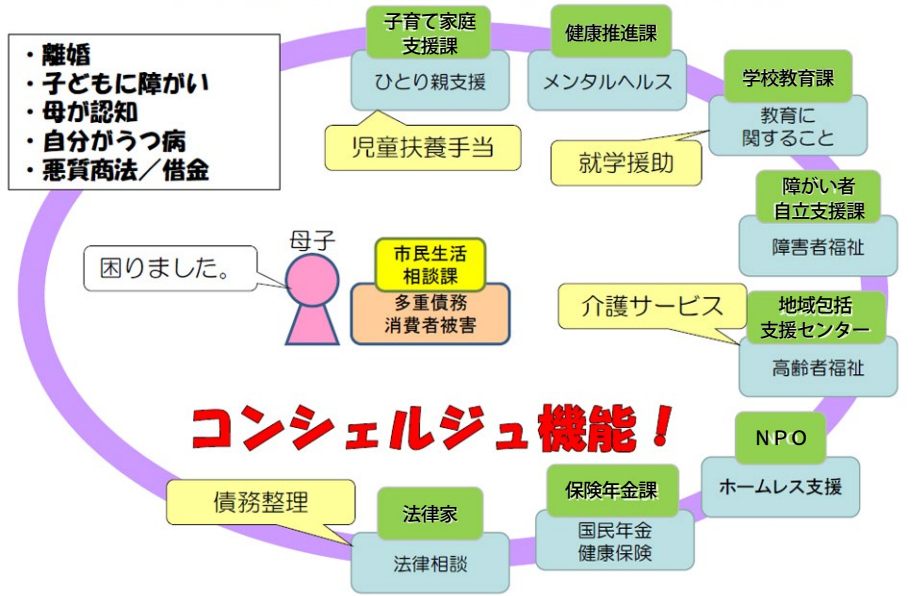 ・離婚
・子どもに障がい
・母が認知
・自分がうつ病
・悪質商法／借金
子育て家庭
支援課
ひとり親支援
児童扶養手当
健康推進課
メンタルヘルス
学校教育課
教育に
関すること
就学援助
障がい者
自立支援課
障害者福祉
母子
困りました。
市民生活
相談課
多重債務
消費者被害
介護サービス
地域包括
支援センター
高齢者福祉
コンシェルジュ機能！
ＮＰＯ
ホームレス支援
保険年金課
国民年金
健康保険
債務整理
法律家
法律相談